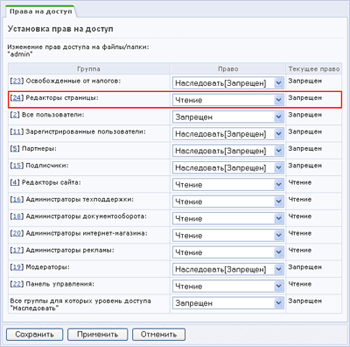 Права на доступ
Установка прав на доступ
Изменение прав доступа на файлы/папки:
"admin"
Группа Право Текущее право
[23] Освобожденные от налогов: Наследовать[Запрещен] Запрещен
[24] Редакторы страницы: Чтение Запрещен
[2] Все пользователи: Запрещен Запрещен
[11] Зарегистрированные пользователи: Наследовать[Запрещен] Запрещен
[5] Партнеры: Наследовать[Запрещен] Запрещен
[15] Подписчики: Наследовать[Запрещен] Запрещен
[4] Редакторы сайта: Чтение Чтение
[16] Администраторы техподдержки: Чтение Чтение
[18] Администраторы документооборота: Чтение Чтение
[20] Администраторы интернет-магазина: Чтение Чтение
[17] Администраторы рекламы: Чтение Чтение
[19] Модераторы: Наследовать[Запрещен] Запрещен
[22] Панель управления: Чтение Чтение
Все группы для которых уровень доступа Запрещен Запрещен
"Наследовать"
Сохранить Применить Отменить